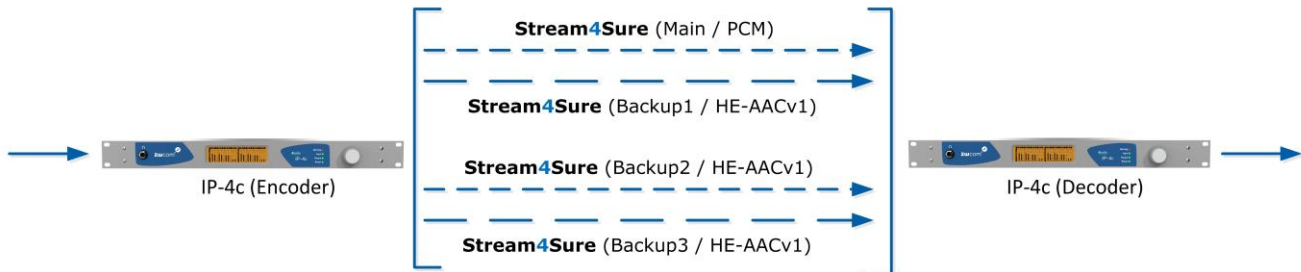 Stream4Sure (Main / PCM)
Stream4Sure (Backup1 / HE-AACv1)
Stream4Sure (Backup2 / HE-AACv1)
IP-4c (Encoder)
IP-4c (Decoder)
Stream4Sure (Backup3 / HE-AACv1)